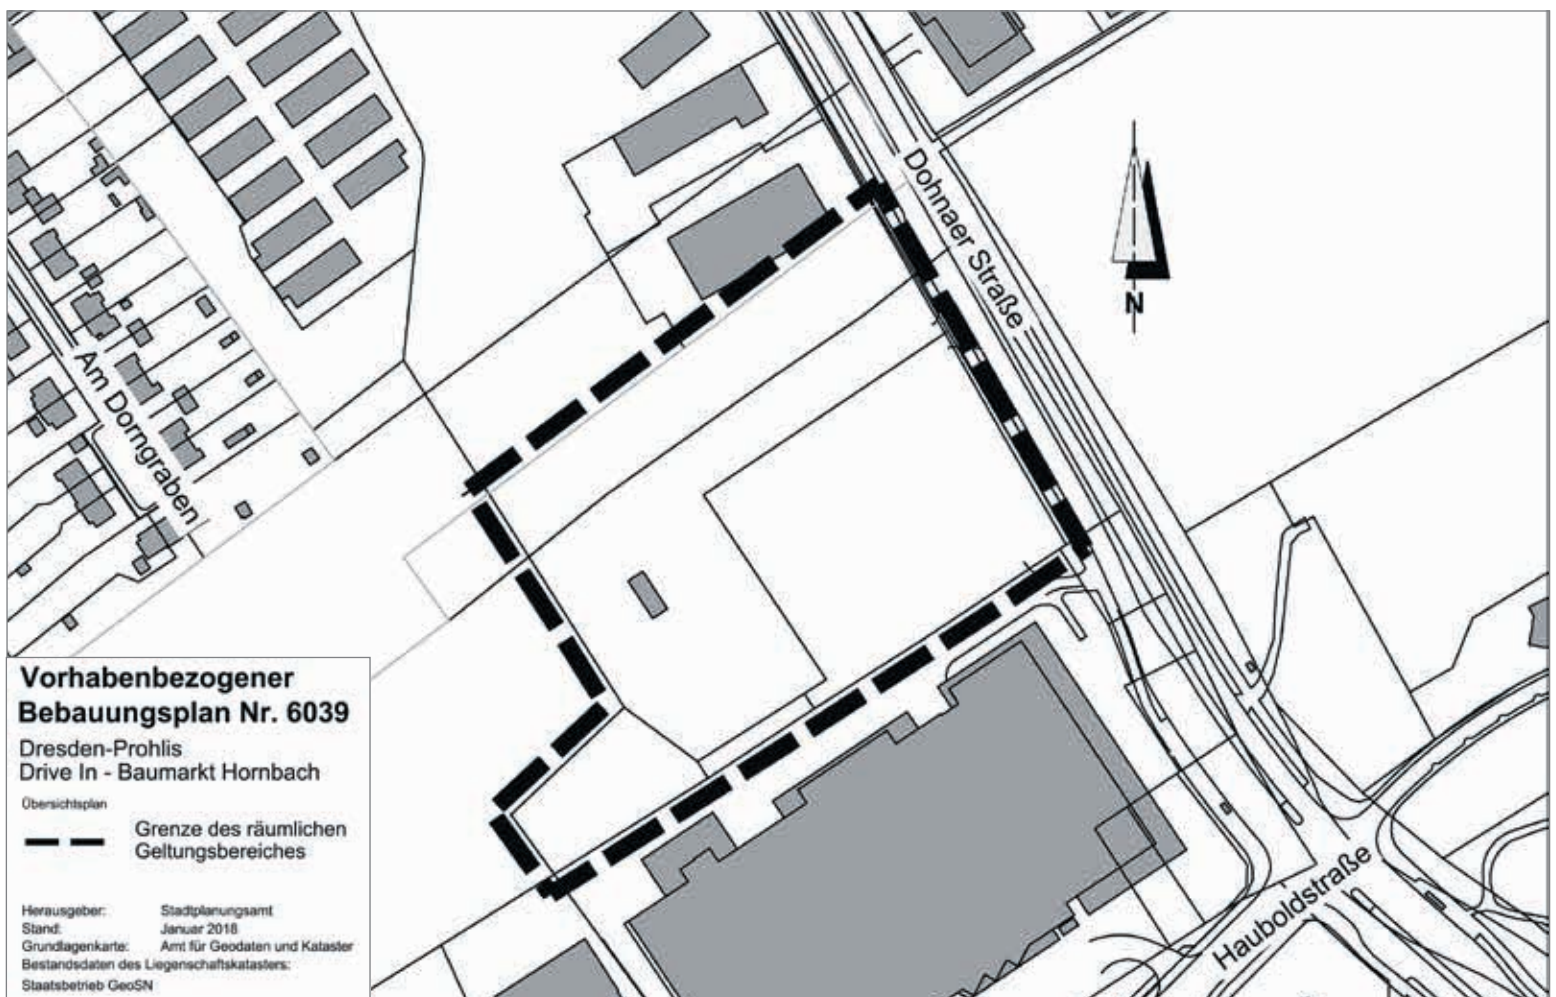 Dohnaer Straße
N
Am Dorngraben
Hauboldstraße
Vorhabenbezogener
Bebauungsplan Nr. 6039
Dresden-Prohlis
Drive In - Baumarkt Hornbach
Übersichtsplan
Grenze des räumlichen
Geltungsbereiches
Herausgeber: Stadtplanungsamt
Stand: Januar 2018
Grundlagenkarte: Amt für Geodaten und Kataster
Bestandsdaten des Liegenschaftskatasters:
Staatsbetrieb GeoSN